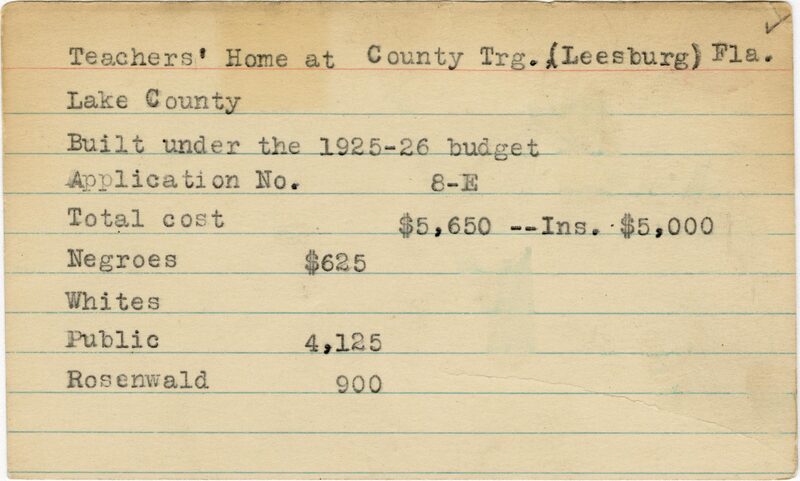 Teachers' Home at County Trg. (Leesburg) Fla.
Lake County
Built under the 1925-26 budget
Application No. 8-E
Total cost $5,650 --Ins. $5,000
Negroes $625
Whites
Public 4,125
Rosenwald 900